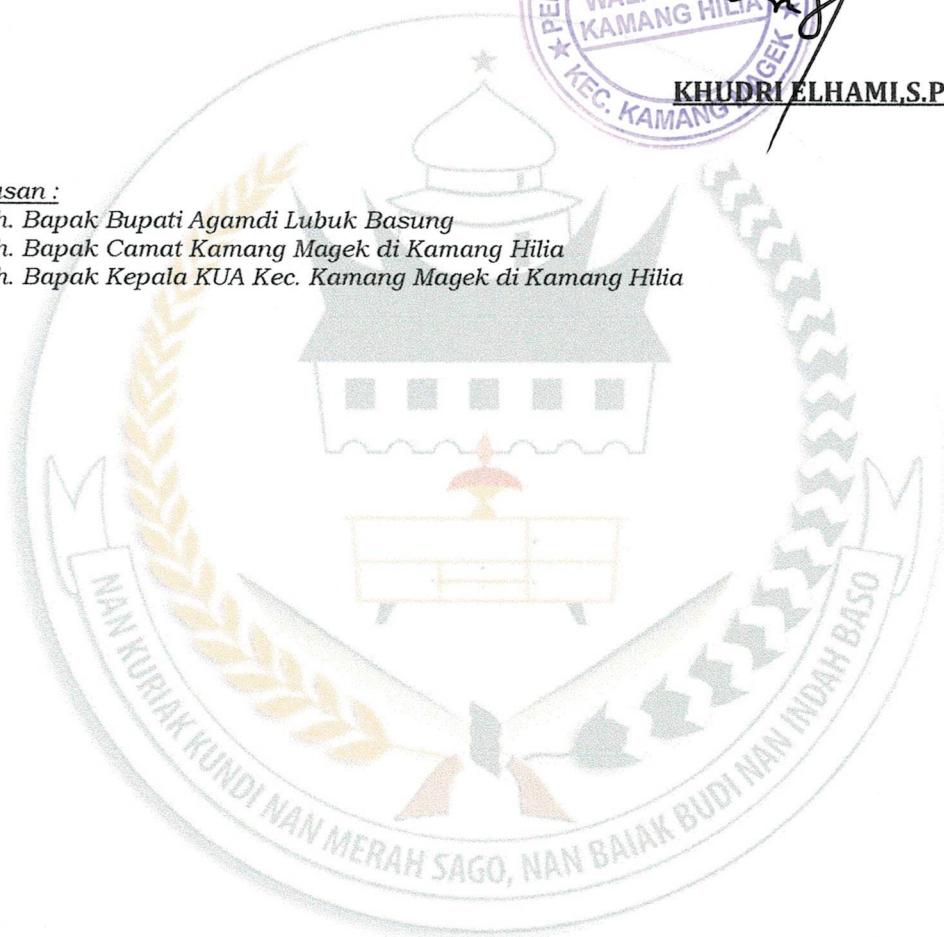 KAMANG HILIA
KEC. KAMANG MAGEK
KHUDRI ELHAMI,S.P
Bapak Bupati Agamdi Lubuk Basung
Bapak Camat Kamang Magek di Kamang Hilia
Bapak Kepala KUA Kec. Kamang Magek di Kamang Hilia
NAN KURIAK KUNDI NAN MERAH SAGO, NAN BAIAK BUDI NAN INDAH BASO